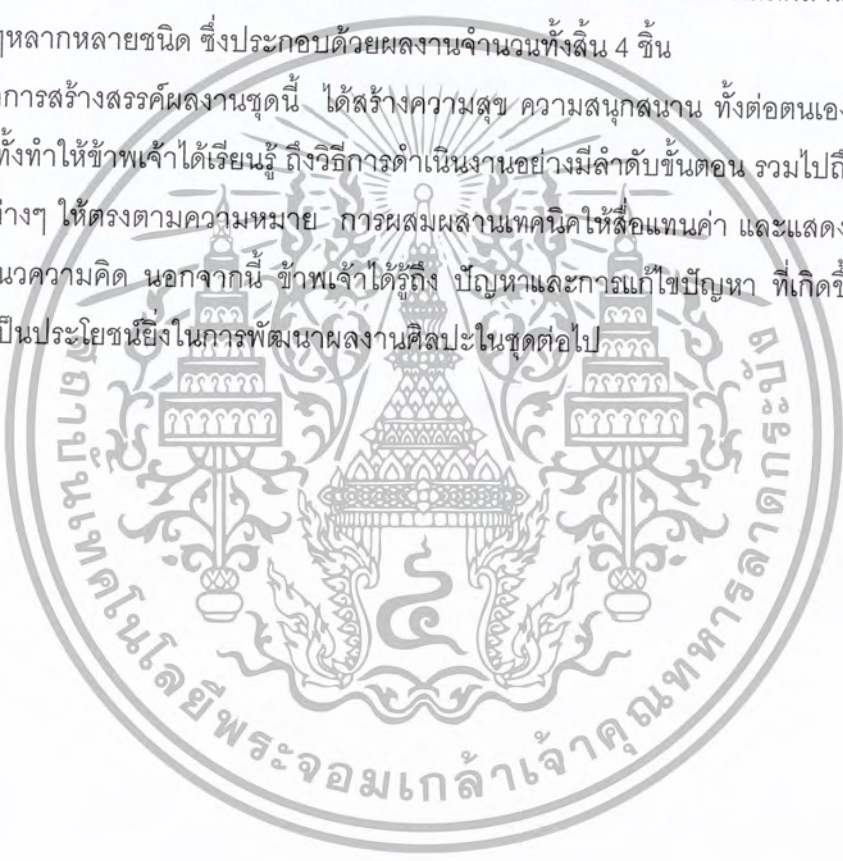 ๆหลากหลายชนิด ซึ่งประกอบด้วยผลงานจำนวนทั้งสิ้น 4 ชิ้น
การสร้างสรรค์ผลงานชุดนี้ ได้สร้างความสุข ความสนุกสนาน ทั้งต่อตนเอง
ทั้งทำให้ข้าพเจ้าได้เรียนรู้ ถึงวิธีการดำเนินงานอย่างมีลำดับขั้นตอน รวมไปถึ
างๆ ให้ตรงตามความหมาย การผสมผสานเทคนิคให้สื่อแทนค่า และแสดง
นวความคิด นอกจากนี้ ข้าพเจ้าได้รู้ถึง ปัญหาและการแก้ไขปัญหา ที่เกิดขึ้
เป็นประโยชน์ยิ่งในการพัฒนาผลงานศิลปะในชุดต่อไป
สถาบันเทคโนโลยีพระจอมเกล้าเจ้าคุณทหารลาดกระบัง
๔